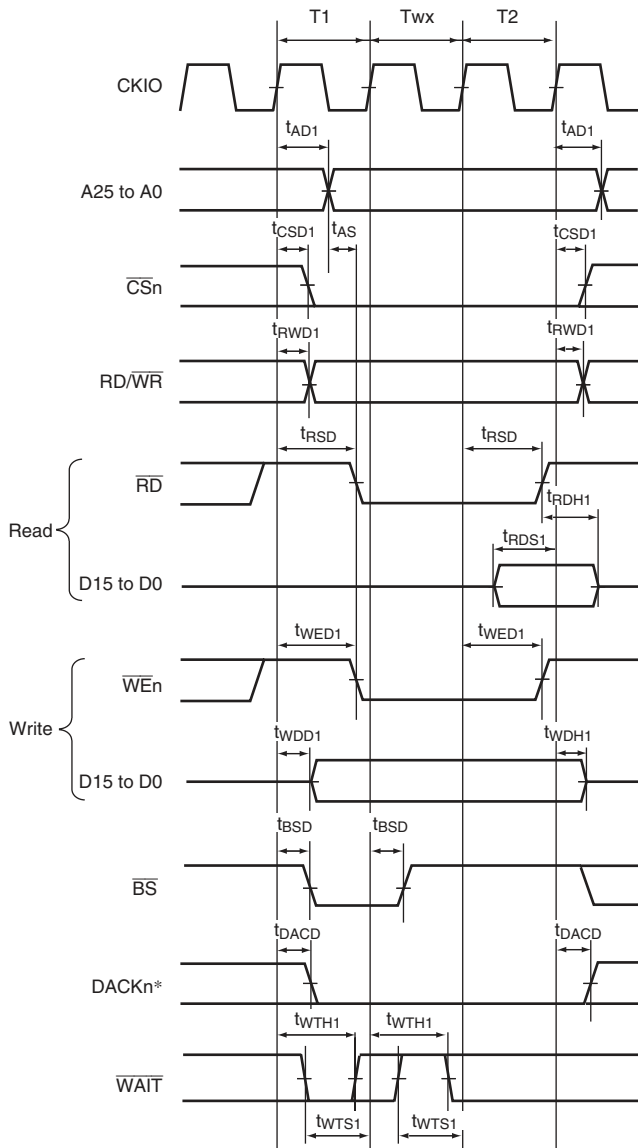 T1 Twx T2
CKIO
tAD1 tAD1
A25 to A0
tCSD1 tAS tCSD1
CSn
tRWD1 tRWD1
RD/WR
tRSD tRSD
RD
tRDH1
Read
tRDS1
D15 to D0
tWED1 tWED1
WEn
Write
tWDD1 tWDH1
D15 to D0
tBSD tBSD
BS
tDACD tDACD
DACKn*
tWTH1 tWTH1
WAIT
tWTS1 tWTS1